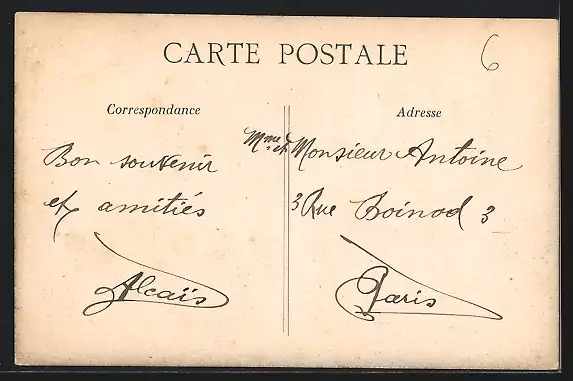 CARTE POSTALE
6
Correspondance
Adresse
Bon souvenir
et amitiés
Alcaïs
Mme et Monsieur Antoine
3 Rue Boinod 3
Paris